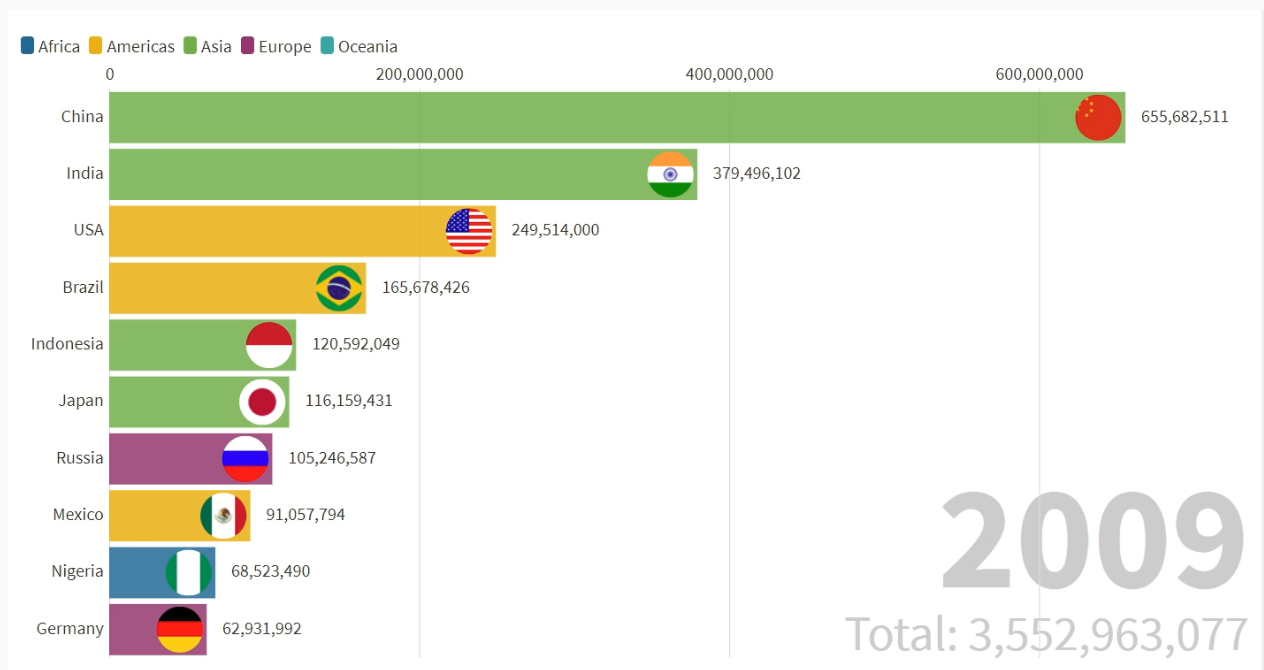 Africa Americas Asia Europe Oceania
0 200,000,000 400,000,000 600,000,000
China 655,682,511
India 379,496,102
USA 249,514,000
Brazil 165,678,426
Indonesia 120,592,049
Japan 116,159,431
Russia 105,246,587
Mexico 91,057,794
Nigeria 68,523,490
Germany 62,931,992
2009
Total: 3,552,963,077